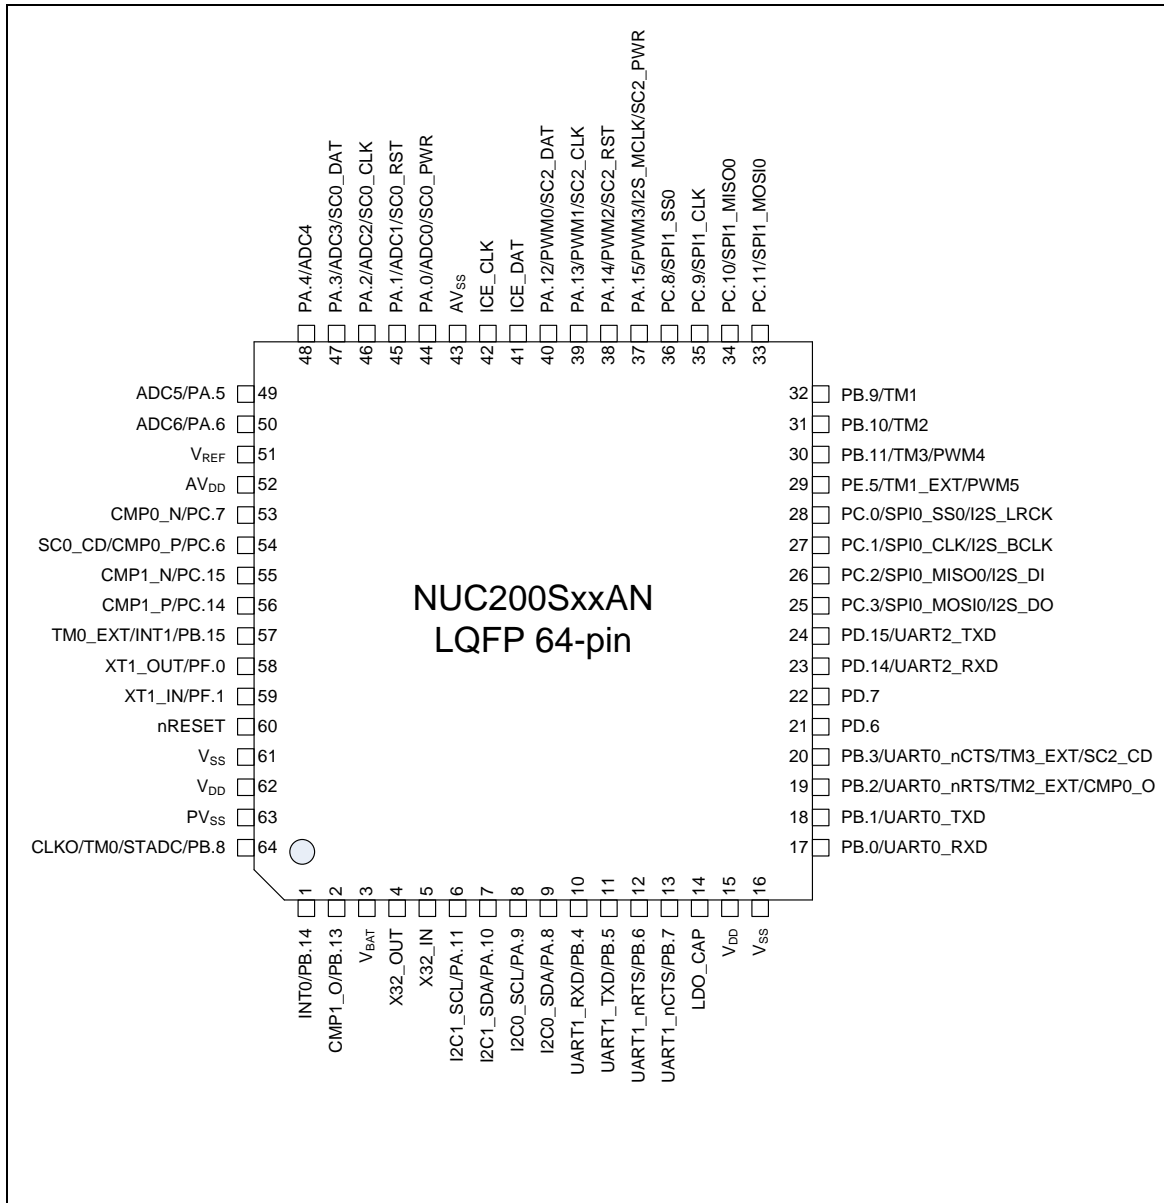 PA.4/ADC4
PA.3/ADC3/SC0_DAT
PA.2/ADC2/SC0_CLK
PA.1/ADC1/SC0_RST
PA.0/ADC0/SC0_PWR
AVSS
ICE_CLK
ICE_DAT
PA.12/PWM0/SC2_DAT
PA.13/PWM1/SC2_CLK
PA.14/PWM2/SC2_RST
PA.15/PWM3/I2S_MCLK/SC2_PWR
PC.8/SPI1_SS0
PC.9/SPI1_CLK
PC.10/SPI1_MISO0
PC.11/SPI1_MOSI0
48
47
46
45
44
43
42
41
40
39
38
37
36
35
34
33
ADC5/PA.5 49
ADC6/PA.6 50
VREF 51
AVDD 52
CMP0_N/PC.7 53
SC0_CD/CMP0_P/PC.6 54
CMP1_N/PC.15 55
CMP1_P/PC.14 56
TM0_EXT/INT1/PB.15 57
XT1_OUT/PF.0 58
XT1_IN/PF.1 59
nRESET 60
VSS 61
VDD 62
PVSS 63
CLKO/TM0/STADC/PB.8 64
NUC200SxxAN
LQFP 64-pin
32 PB.9/TM1
31 PB.10/TM2
30 PB.11/TM3/PWM4
29 PE.5/TM1_EXT/PWM5
28 PC.0/SPI0_SS0/I2S_LRCK
27 PC.1/SPI0_CLK/I2S_BCLK
26 PC.2/SPI0_MISO0/I2S_DI
25 PC.3/SPI0_MOSI0/I2S_DO
24 PD.15/UART2_TXD
23 PD.14/UART2_RXD
22 PD.7
21 PD.6
20 PB.3/UART0_nCTS/TM3_EXT/SC2_CD
19 PB.2/UART0_nRTS/TM2_EXT/CMP0_O
18 PB.1/UART0_TXD
17 PB.0/UART0_RXD
1
2
3
4
5
6
7
8
9
10
11
12
13
14
15
16
INT0/PB.14
CMP1_O/PB.13
VBAT
X32_OUT
X32_IN
I2C1_SCL/PA.11
I2C1_SDA/PA.10
I2C0_SCL/PA.9
I2C0_SDA/PA.8
UART1_RXD/PB.4
UART1_TXD/PB.5
UART1_nRTS/PB.6
UART1_nCTS/PB.7
LDO_CAP
VDD
VSS